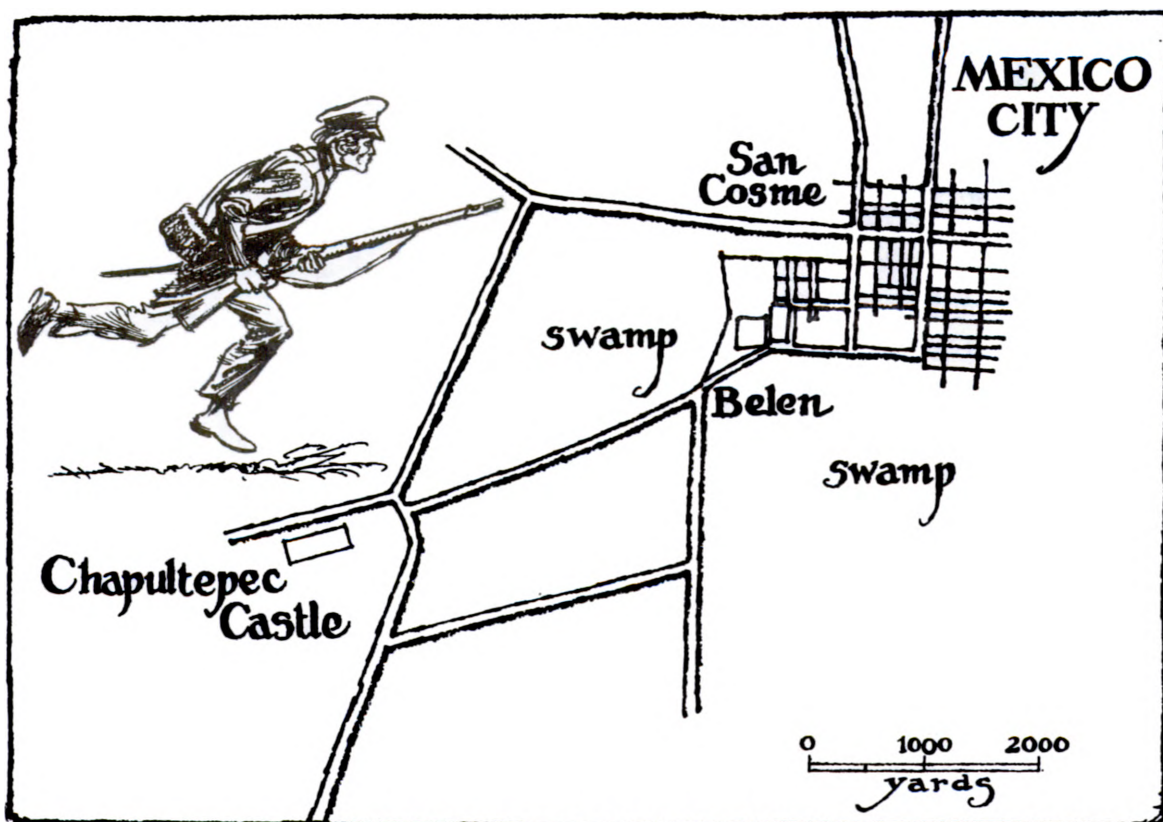 MEXICO
CITY
San
Cosme
swamp
Belen
swamp
Chapultepec
Castle
0 1000 2000
yards